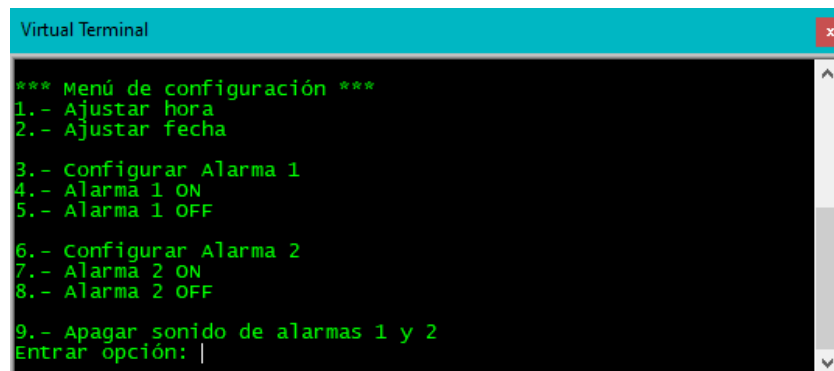 Virtual Terminal
x
*** Menú de configuración ***
1.- Ajustar hora
2.- Ajustar fecha
3.- Configurar Alarma 1
4.- Alarma 1 ON
5.- Alarma 1 OFF
6.- Configurar Alarma 2
7.- Alarma 2 ON
8.- Alarma 2 OFF
9.- Apagar sonido de alarmas 1 y 2
Entrar opción: